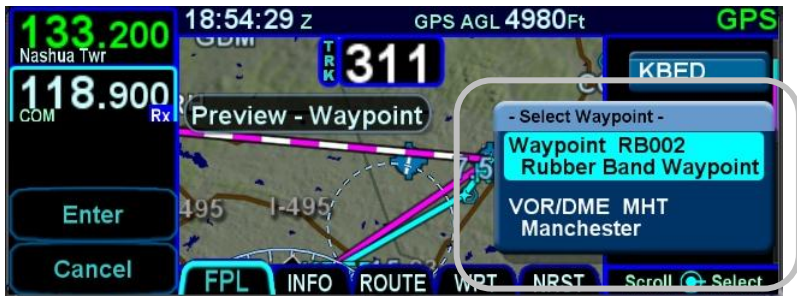 133.200
Nashua Twr
118.900
COM Rx
Enter
Cancel
18:54:29 Z GPS AGL 4980Ft GPS
GDM
TRK 311
Preview - Waypoint
495 I-495
FPL INFO ROUTE WPT NRST
KBED
- Select Waypoint -
Waypoint RB002
Rubber Band Waypoint
VOR/DME MHT
Manchester
Scroll Select